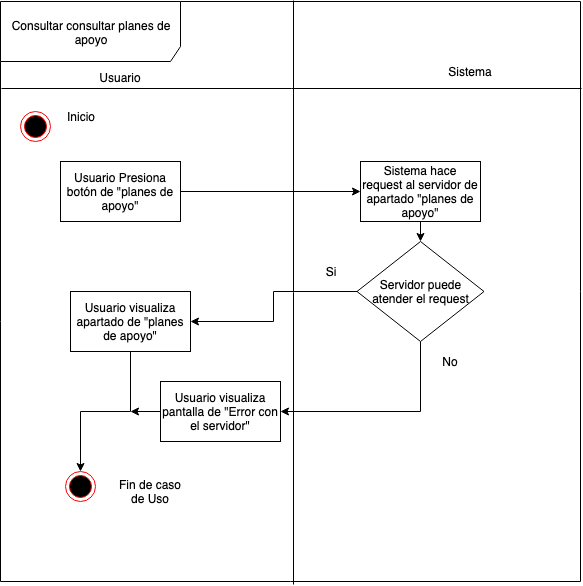 Consultar consultar planes de
apoyo
Usuario
Sistema
Inicio
Usuario Presiona
botón de "planes de
apoyo"
Sistema hace
request al servidor de
apartado "planes de
apoyo"
Si
Servidor puede
atender el request
Usuario visualiza
apartado de "planes
de apoyo"
No
Usuario visualiza
pantalla de "Error con
el servidor"
Fin de caso
de Uso